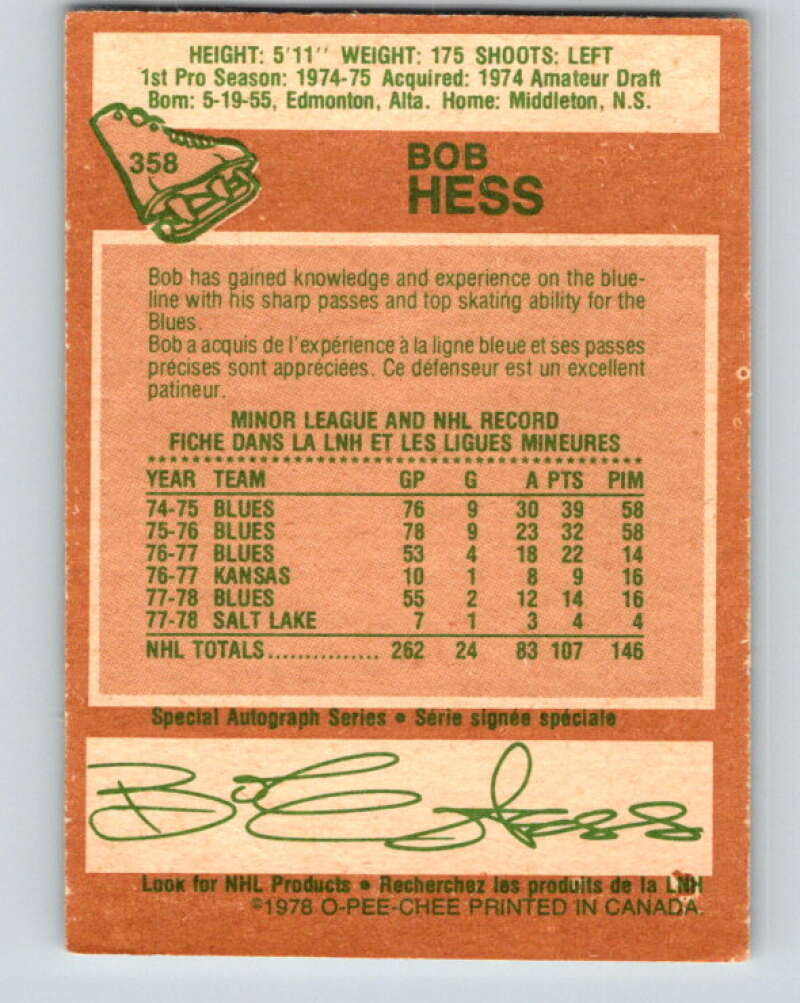 HEIGHT: 5'11'' WEIGHT: 175 SHOOTS: LEFT
1st Pro Season: 1974-75 Acquired: 1974 Amateur Draft
Born: 5-19-55, Edmonton, Alta. Home: Middleton, N.S.
358
BOB
HESS
Bob has gained knowledge and experience on the blue-
line with his sharp passes and top skating ability for the
Blues.
Bob a acquis de l'expérience à la ligne bleue et ses passes
précises sont appréciées. Ce défenseur est un excellent
patineur.
MINOR LEAGUE AND NHL RECORD
FICHE DANS LA LNH ET LES LIGUES MINEURES
YEAR TEAM GP G A PTS PIM
74-75 BLUES 76 9 30 39 58
75-76 BLUES 78 9 23 32 58
76-77 BLUES 53 4 18 22 14
76-77 KANSAS 10 1 8 9 16
77-78 BLUES 55 2 12 14 16
77-78 SALT LAKE 7 1 3 4 4
NHL TOTALS............... 262 24 83 107 146
Special Autograph Series • Série signée spéciale
Bob Hess
Look for NHL Products • Recherchez les produits de la LNH
©1978 O-PEE-CHEE PRINTED IN CANADA.